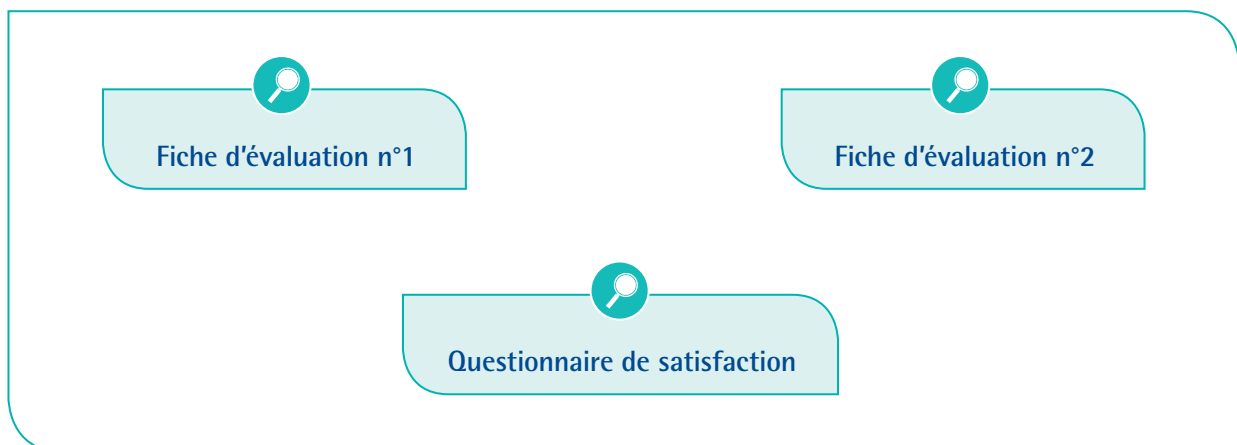 Fiche d'évaluation n°1
Fiche d'évaluation n°2
Questionnaire de satisfaction